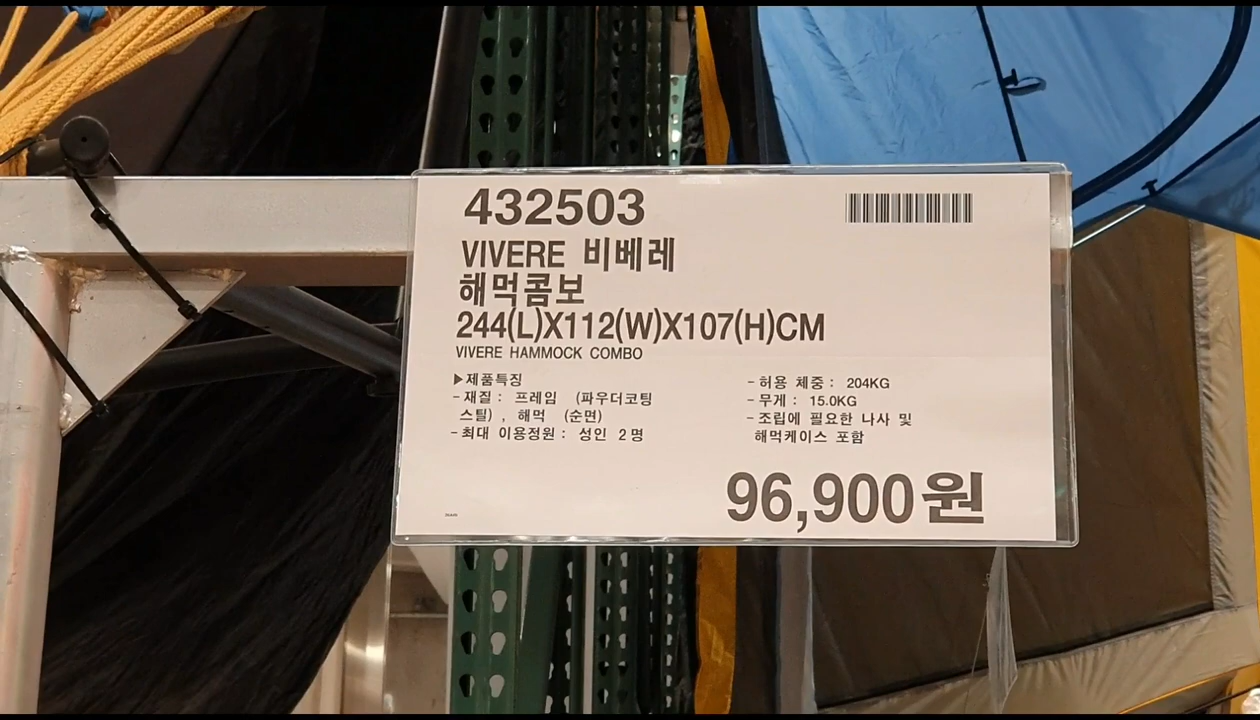 432503
VIVERE 비베레
해먹콤보
244(L)X112(W)X107(H)CM
VIVERE HAMMOCK COMBO
▶제품특징
- 재질 : 프레임 (파우더코팅
스틸) , 해먹 (순면)
- 최대 이용정원 : 성인 2명
- 허용 체중 : 204KG
- 무게 : 15.0KG
- 조립에 필요한 나사 및
해먹케이스 포함
96,900원